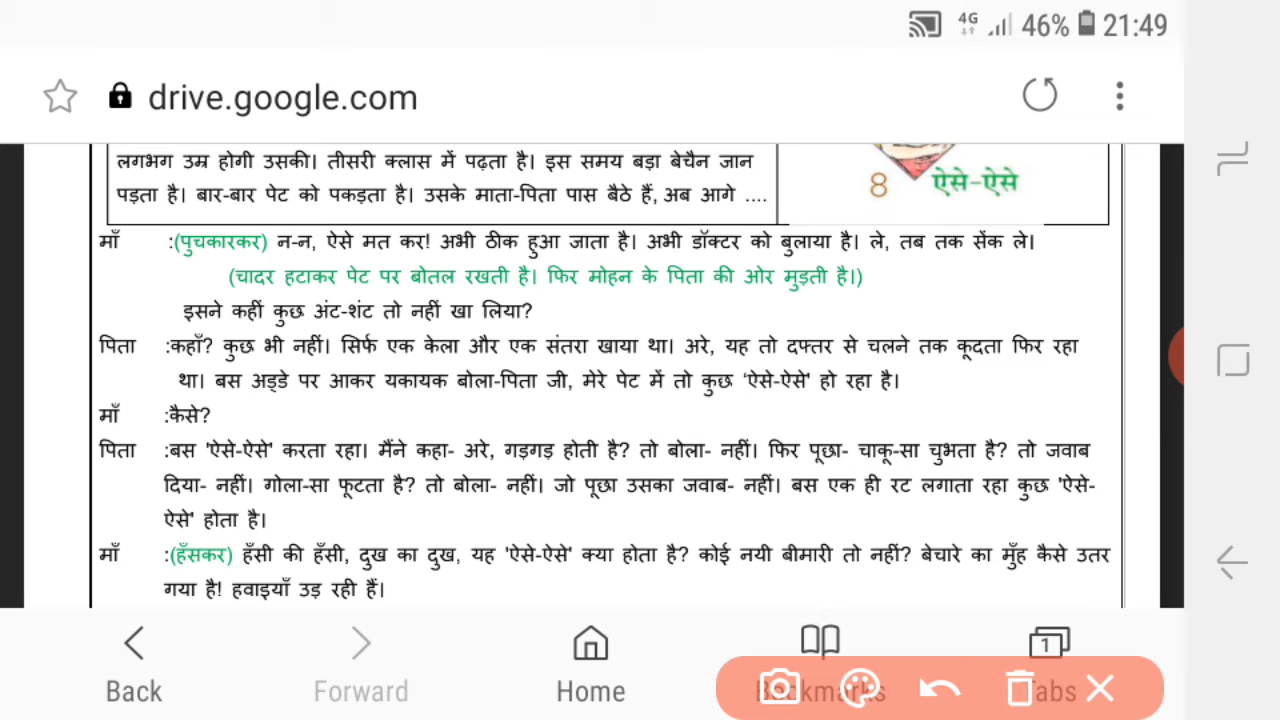 4G 46% 21:49
drive.google.com
लगभग उम्र होगी उसकी। तीसरी क्लास में पढ़ता है। इस समय बड़ा बेचैन जान
पड़ता है। बार-बार पेट को पकड़ता है। उसके माता-पिता पास बैठे हैं, अब आगे ....
8 ऐसे-ऐसे
माँ :(पुचकारकर) न-न, ऐसे मत कर! अभी ठीक हुआ जाता है। अभी डॉक्टर को बुलाया है। ले, तब तक सेंक ले।
(चादर हटाकर पेट पर बोतल रखती है। फिर मोहन के पिता की ओर मुड़ती है।)
इसने कहीं कुछ अंट-शंट तो नहीं खा लिया?
पिता :कहाँ? कुछ भी नहीं। सिर्फ एक केला और एक संतरा खाया था। अरे, यह तो दफ्तर से चलने तक कूदता फिर रहा
था। बस अड्डे पर आकर यकायक बोला-पिता जी, मेरे पेट में तो कुछ ‘ऐसे-ऐसे' हो रहा है।
माँ :कैसे?
पिता :बस 'ऐसे-ऐसे' करता रहा। मैंने कहा- अरे, गड़गड़ होती है? तो बोला- नहीं। फिर पूछा- चाकू-सा चुभता है? तो जवाब
दिया- नहीं। गोला-सा फूटता है? तो बोला- नहीं। जो पूछा उसका जवाब- नहीं। बस एक ही रट लगाता रहा कुछ 'ऐसे-
ऐसे' होता है।
माँ :(हँसकर) हँसी की हँसी, दुख का दुख, यह 'ऐसे-ऐसे' क्या होता है? कोई नयी बीमारी तो नहीं? बेचारे का मुँह कैसे उतर
गया है! हवाइयाँ उड़ रही हैं।
1
Back Forward Home Bookmarks Tabs